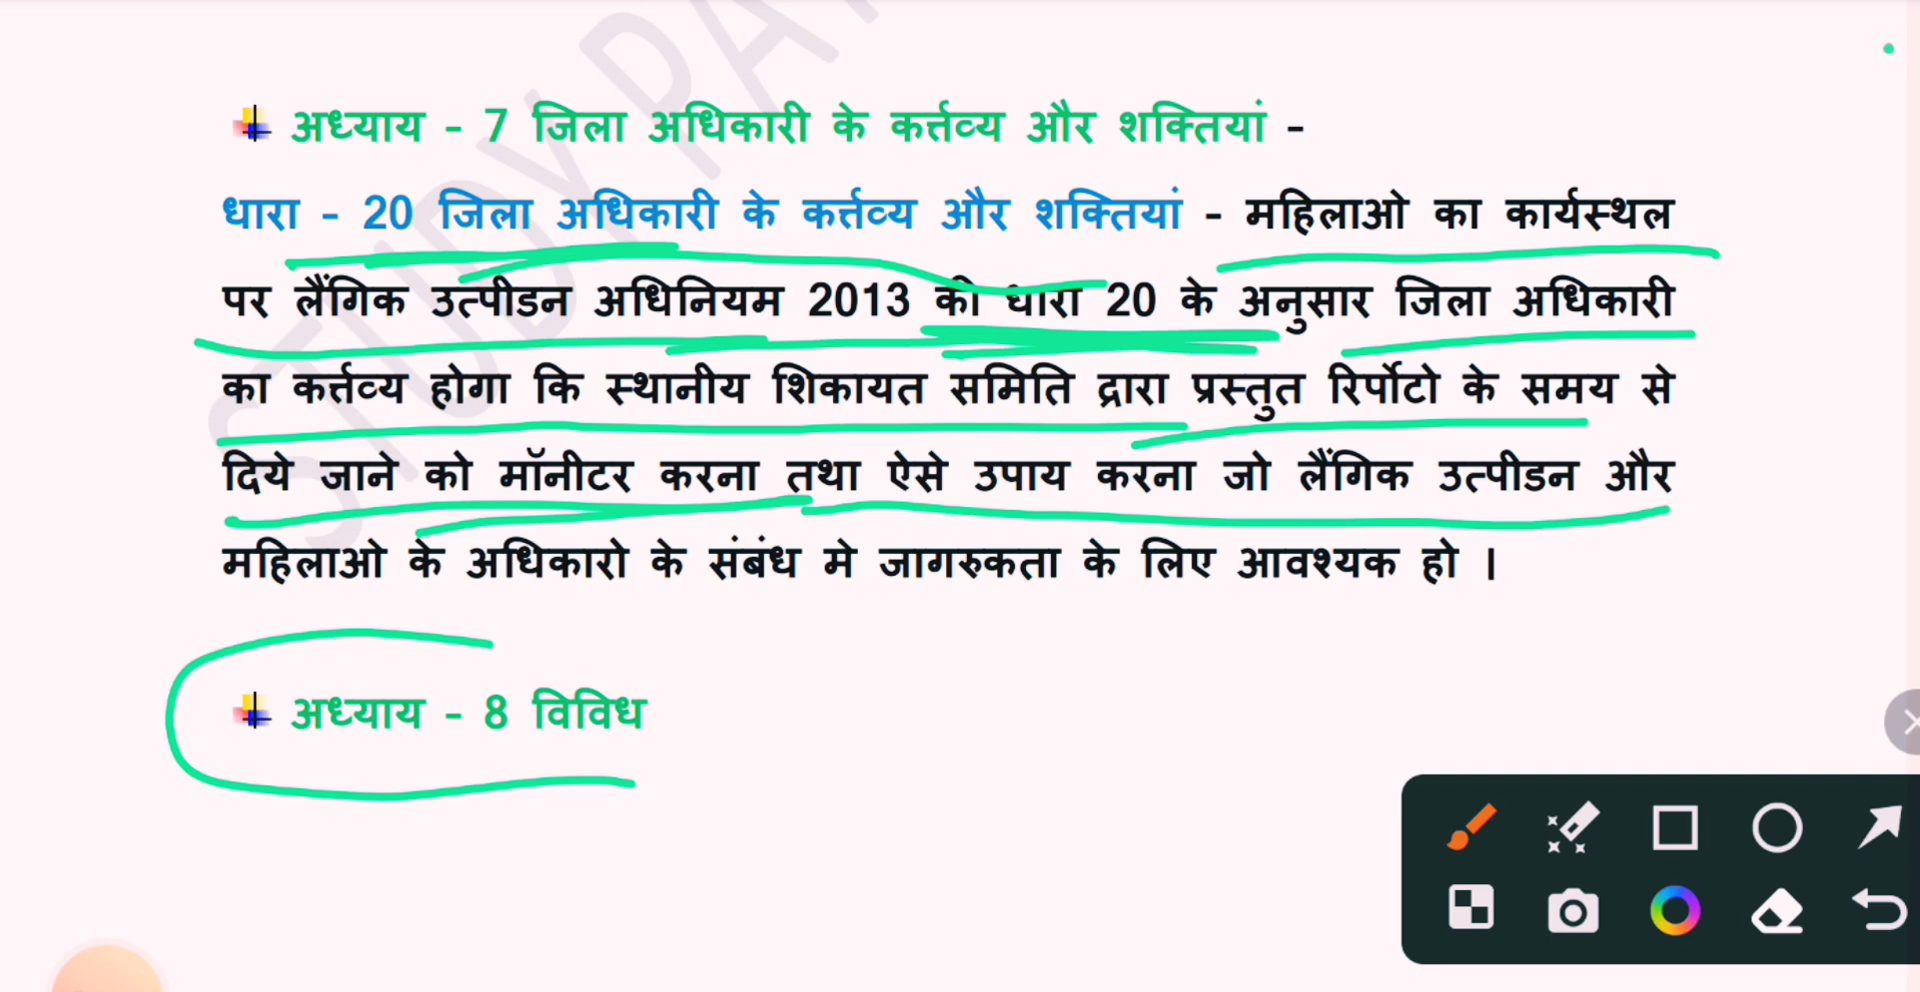 अध्याय - 7 जिला अधिकारी के कर्त्तव्य और शक्तियां -
धारा - 20 जिला अधिकारी के कर्त्तव्य और शक्तियां - महिलाओ का कार्यस्थल
पर लैंगिक उत्पीडन अधिनियम 2013 की धारा 20 के अनुसार जिला अधिकारी
का कर्त्तव्य होगा कि स्थानीय शिकायत समिति द्रारा प्रस्तुत रिर्पोटो के समय से
दिये जाने को मॉनीटर करना तथा ऐसे उपाय करना जो लैंगिक उत्पीडन और
महिलाओ के अधिकारो के संबंध मे जागरुकता के लिए आवश्यक हो ।
अध्याय - 8 विविध